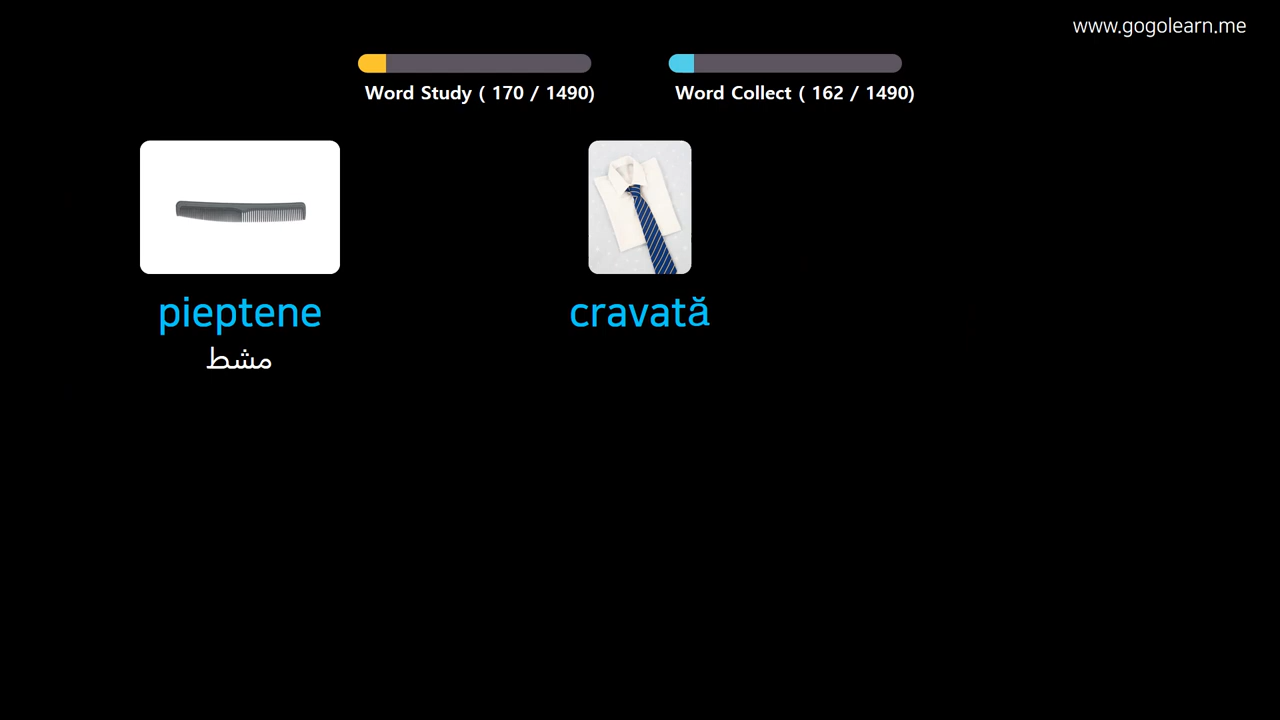 www.gogolearn.me
Word Study ( 170 / 1490)
Word Collect ( 162 / 1490)
pieptene
cravată
مشط